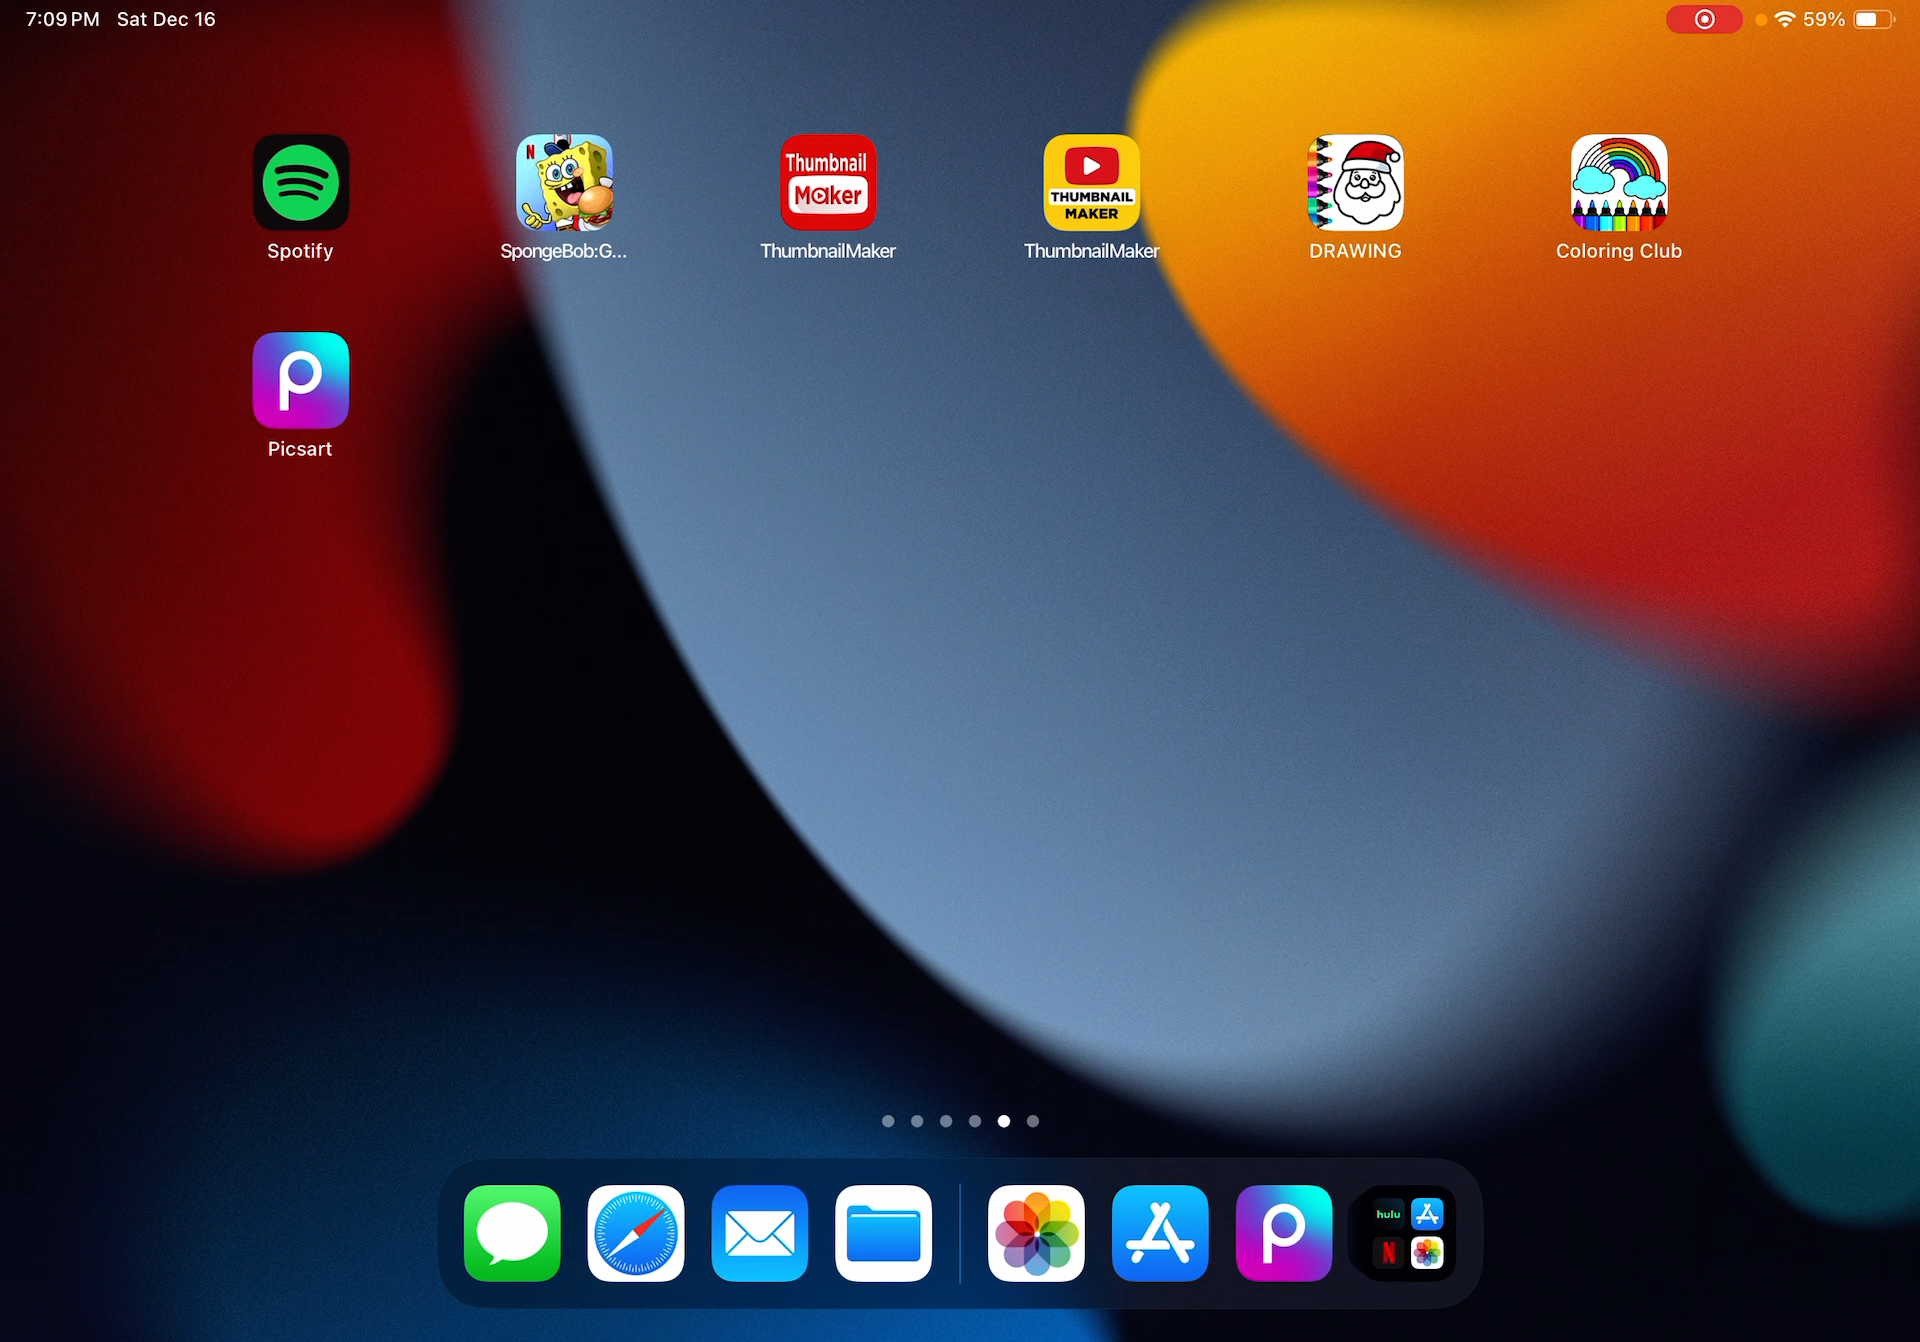 7:09 PM Sat Dec 16
59%
N
Thumbnail
Maker
THUMBNAIL
MAKER
Spotify
SpongeBob:G...
ThumbnailMaker
ThumbnailMaker
DRAWING
Coloring Club
Picsart
hulu
N